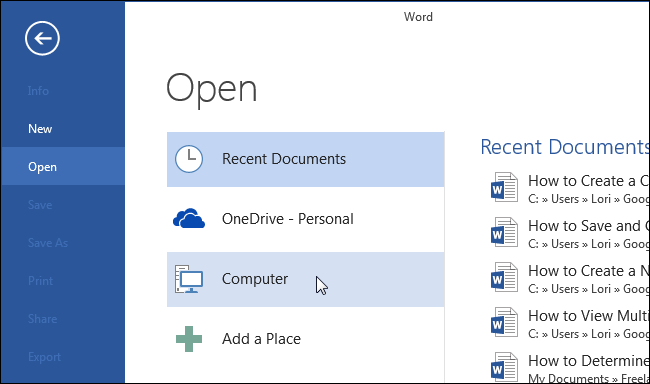 Word
Info
New
Open
Save
Save As
Print
Share
Export
Open
Recent Documents
OneDrive - Personal
Computer
Add a Place
Recent Documents
How to Create a C
C: » Users » Lori » Goog
How to Save and
C: » Users » Lori » Goog
How to Create a N
C: » Users » Lori » Goog
How to View Multi
C: » Users » Lori » Goog
How to Determine
My Documents » Freela